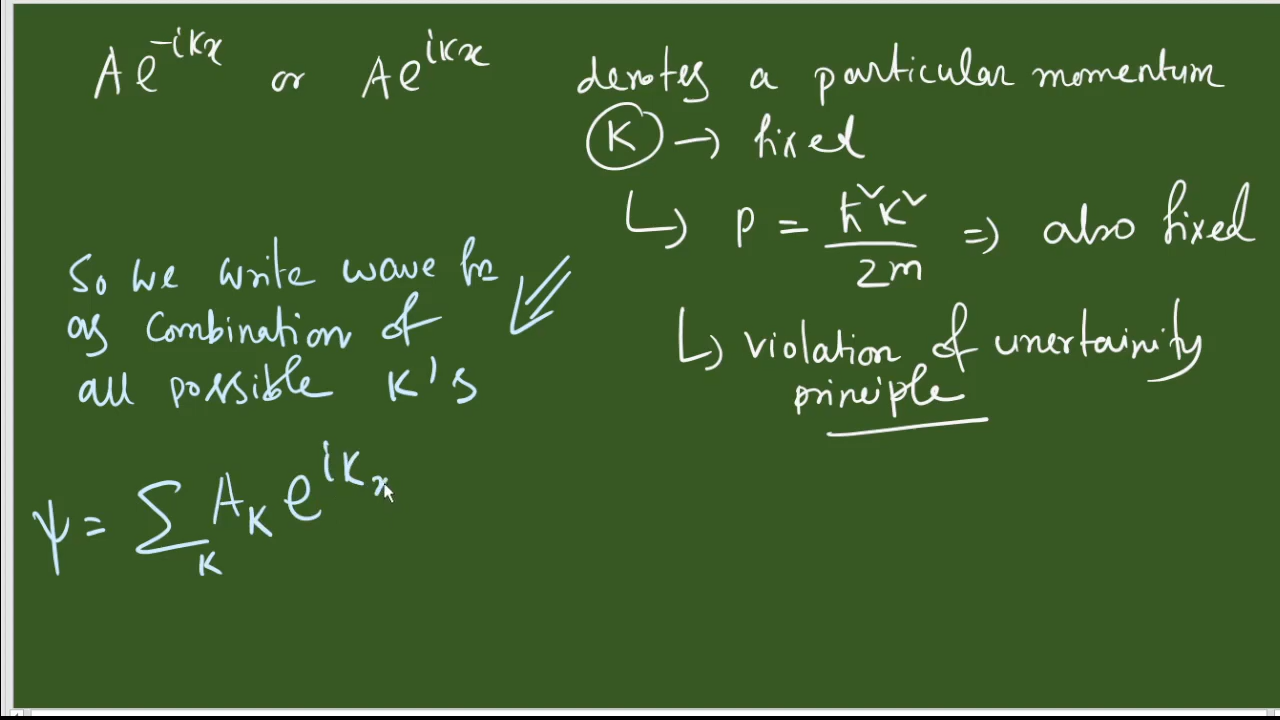 Ae^{-iKx} or Ae^{iKx} denotes a particular momentum
K → fixed
↳ p = ħ²K²/2m ⇒ also fixed
↳ violation of unertainity
principle
So we write wave fn
as combination of
all possible K's
ψ = Σ_K A_K e^{iKx}